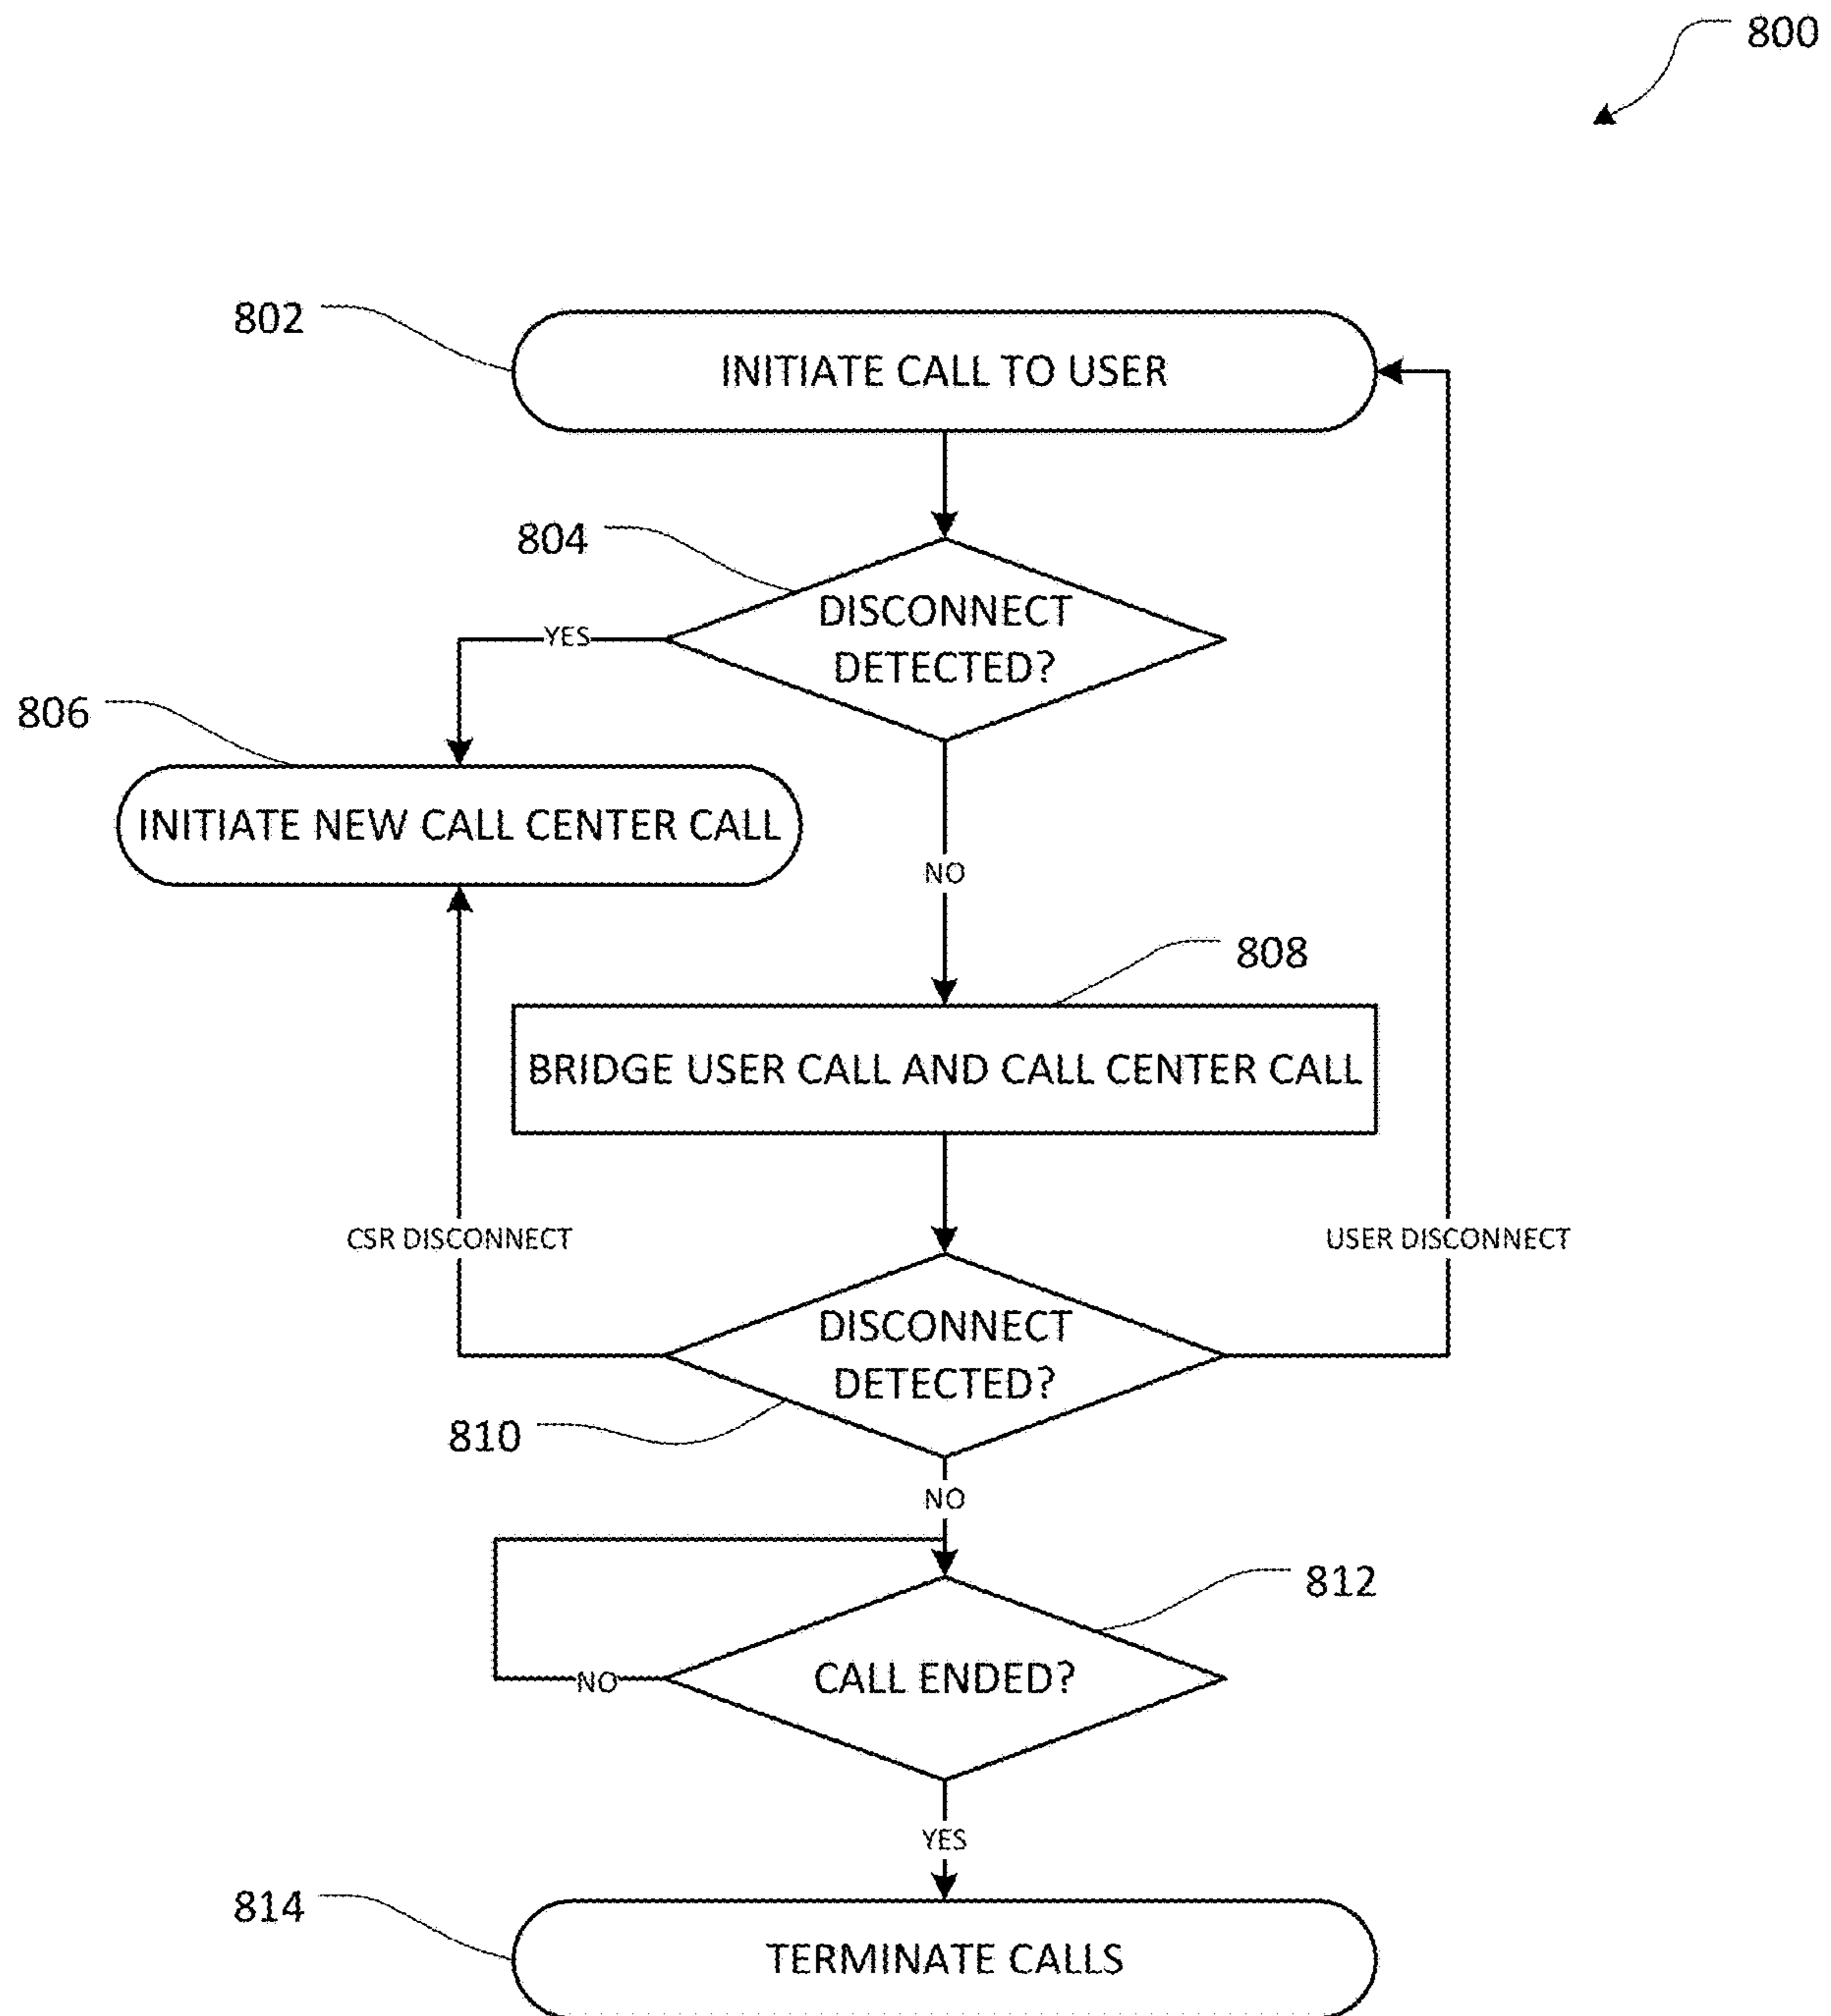 800
802
INITIATE CALL TO USER
804
DISCONNECT
DETECTED?
YES
806
INITIATE NEW CALL CENTER CALL
NO
808
BRIDGE USER CALL AND CALL CENTER CALL
CSR DISCONNECT
USER DISCONNECT
DISCONNECT
DETECTED?
810
NO
812
CALL ENDED?
NO
YES
814
TERMINATE CALLS